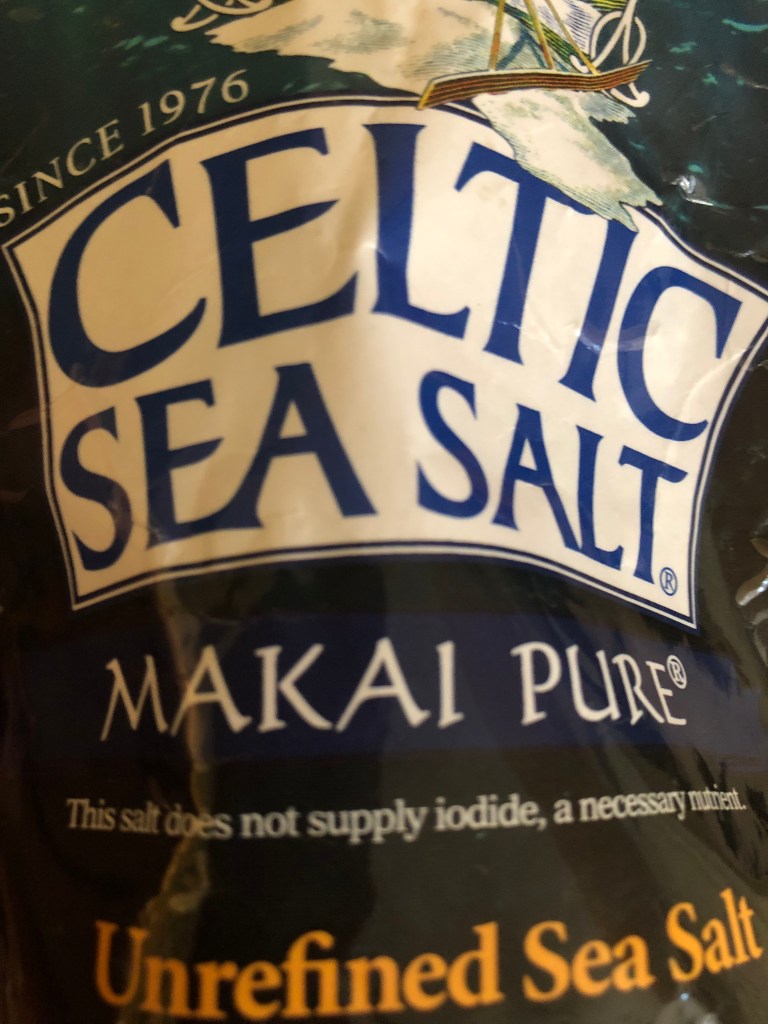 SINCE 1976
CELTIC
SEA SALT®
MAKAI PURE®
This salt does not supply iodide, a necessary nutrient.
Unrefined Sea Salt